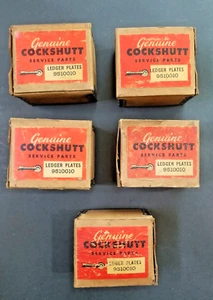 Genuine
COCKSHUTT
SERVICE PARTS
LEDGER PLATES
9810010
Genuine
COCKSHUTT
SERVICE PARTS
LEDGER PLATES
9810010
Genuine
COCKSHUTT
SERVICE PARTS
LEDGER PLATES
9810010
Genuine
COCKSHUTT
SERVICE PARTS
LEDGER PLATES
9810010
Genuine
COCKSHUTT
SERVICE PARTS
LEDGER PLATES
9810010